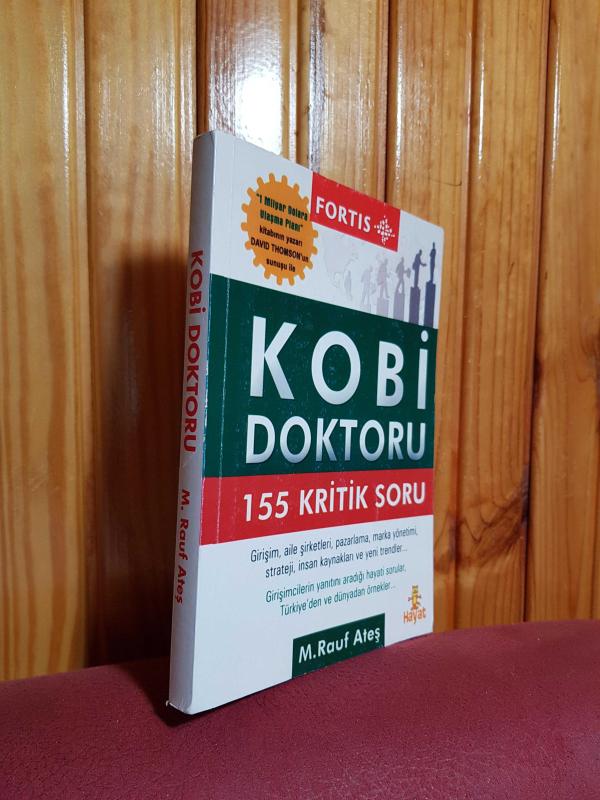 KOBİ DOKTORU M. Rauf Ateş
FORTIS
"1 Milyar Dolara
Ulaşma Planı"
kitabının yazarı
DAVID THOMSON'un
sunuşu ile
KOBİ
DOKTORU
155 KRİTİK SORU
Girişim, aile şirketleri, pazarlama, marka yönetimi,
strateji, insan kaynakları ve yeni trendler...
Girişimcilerin yanıtını aradığı hayati sorular,
Türkiye'den ve dünyadan örnekler...
Hayat
M.Rauf Ateş